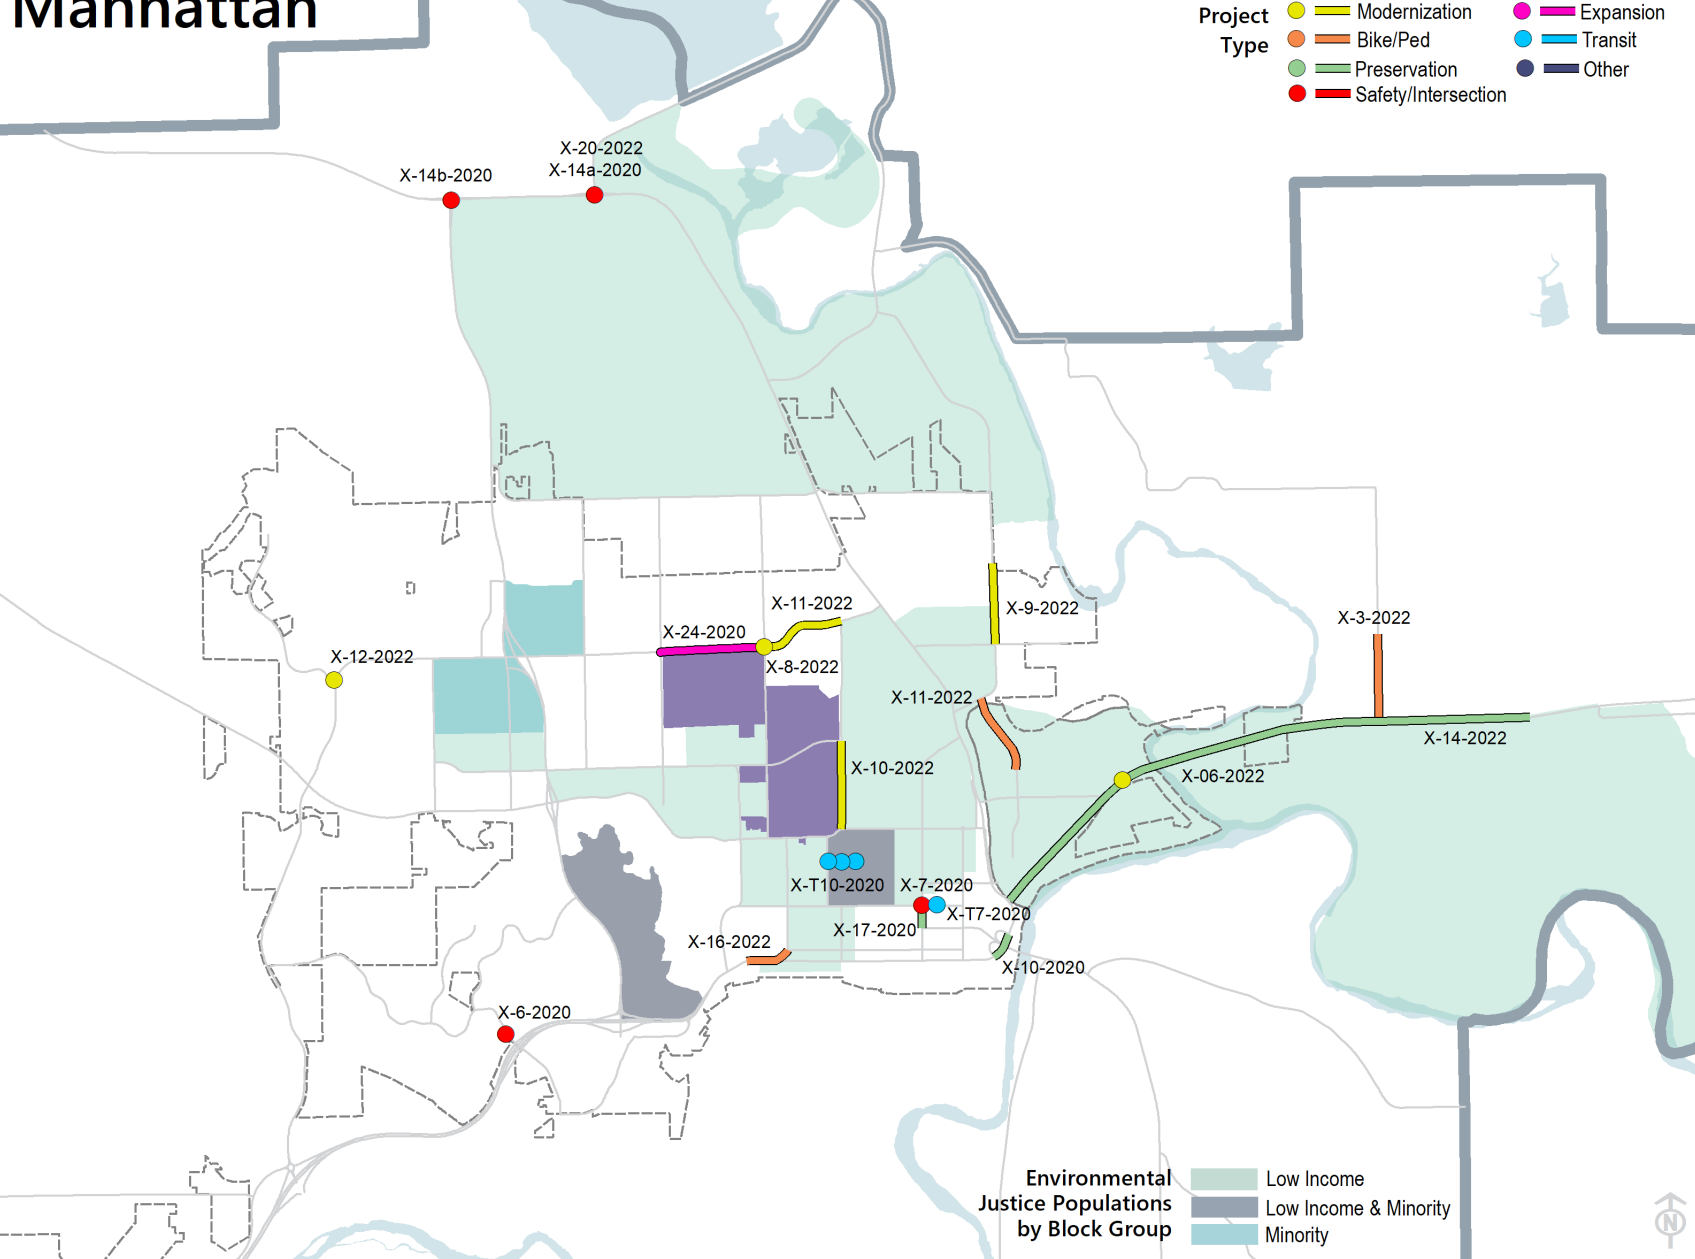 Manhattan
Project
Type
Modernization
Bike/Ped
Preservation
Safety/Intersection
Expansion
Transit
Other
X-20-2022
X-14a-2020
X-14b-2020
X-11-2022
X-9-2022
X-3-2022
X-24-2020
X-12-2022
X-8-2022
X-11-2022
X-14-2022
X-10-2022
X-06-2022
X-T10-2020
X-7-2020
X-T7-2020
X-17-2020
X-16-2022
X-10-2020
X-6-2020
Environmental
Justice Populations
by Block Group
Low Income
Low Income & Minority
Minority
N